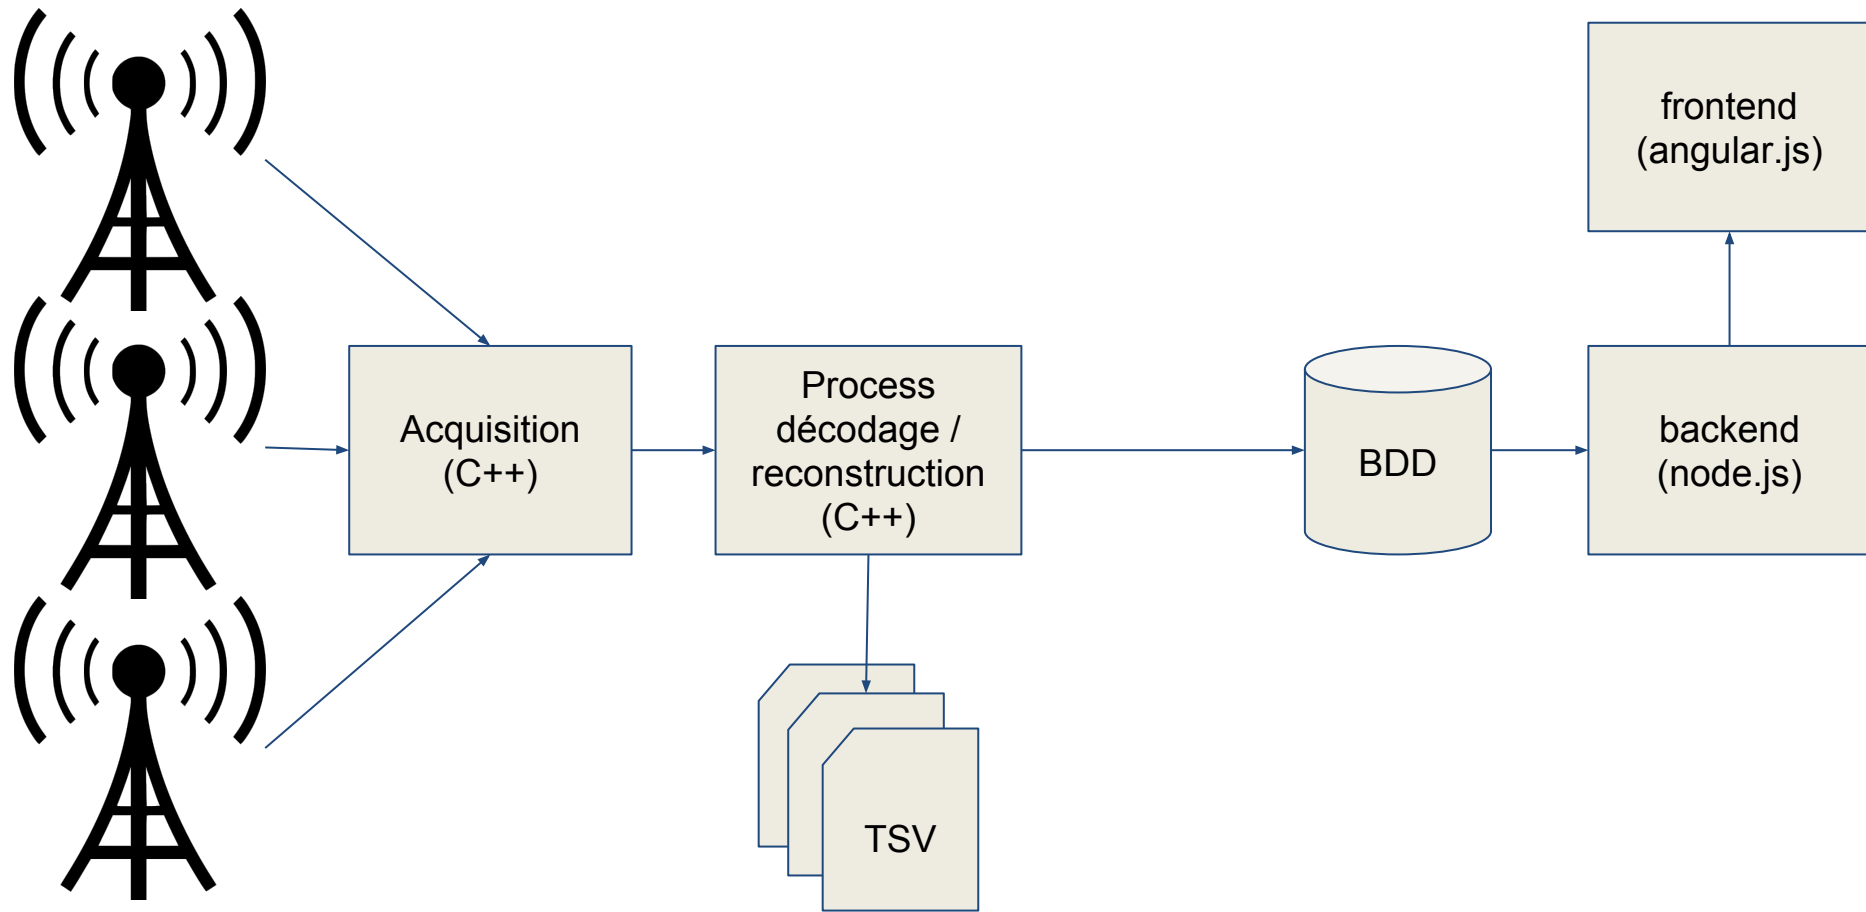 frontend
(angular.js)
Acquisition
(C++)
Process
décodage /
reconstruction
(C++)
BDD
backend
(node.js)
TSV